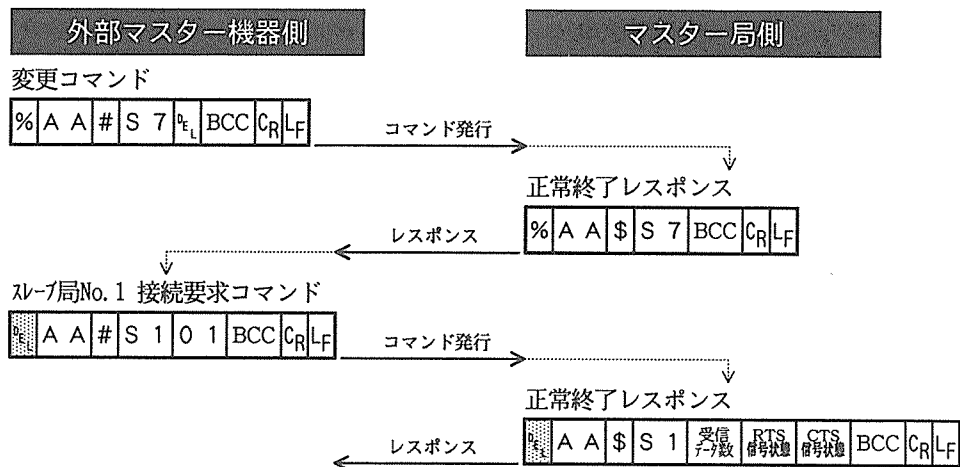 外部マスター機器側
マスター局側
変更コマンド
% A A # S 7 DEL BCC CR LF
コマンド発行
正常終了レスポンス
% A A $ S 7 BCC CR LF
レスポンス
ｽﾚｰﾌﾞ局No. 1 接続要求コマンド
DEL A A # S 1 0 1 BCC CR LF
コマンド発行
正常終了レスポンス
DEL A A $ S 1 受信ﾃﾞｰﾀ数 RTS信号状態 CTS信号状態 BCC CR LF
レスポンス